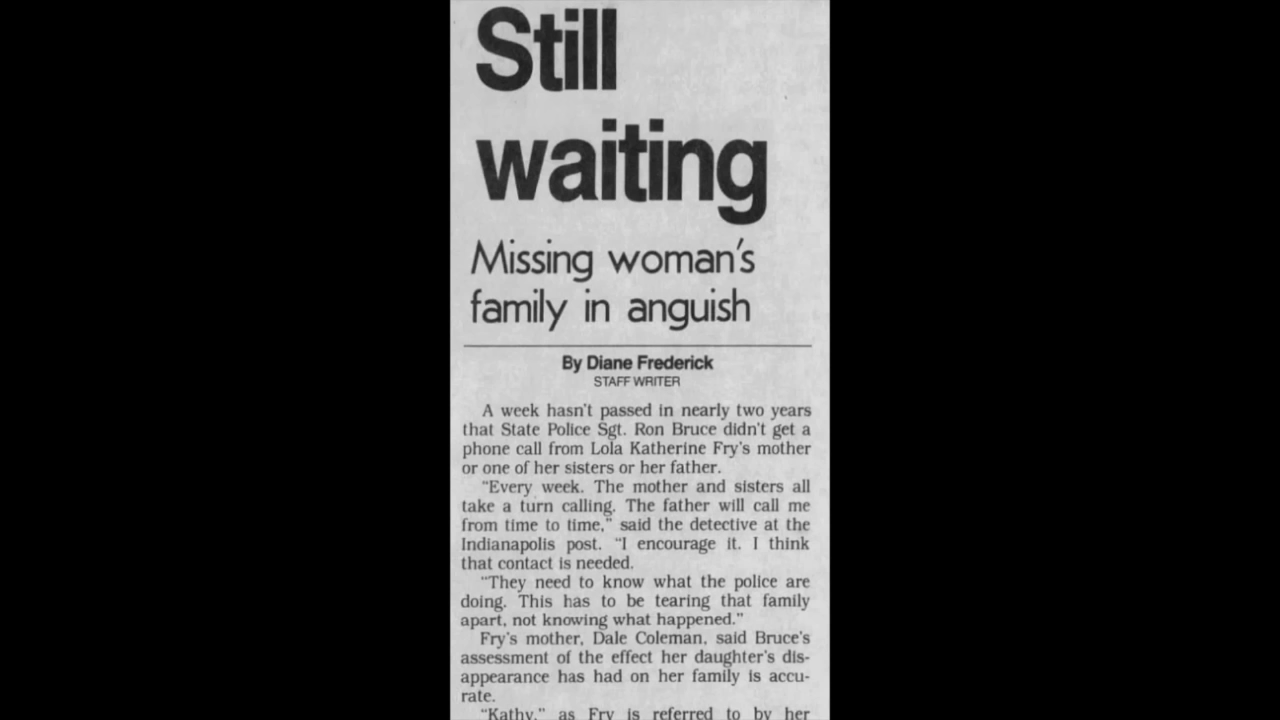 Still
waiting
Missing woman's
family in anguish
By Diane Frederick
STAFF WRITER
A week hasn't passed in nearly two years
that State Police Sgt. Ron Bruce didn't get a
phone call from Lola Katherine Fry's mother
or one of her sisters or her father.
"Every week. The mother and sisters all
take a turn calling. The father will call me
from time to time," said the detective at the
Indianapolis post. "I encourage it. I think
that contact is needed.
"They need to know what the police are
doing. This has to be tearing that family
apart, not knowing what happened."
Fry's mother, Dale Coleman, said Bruce's
assessment of the effect her daughter's dis-
appearance has had on her family is accu-
rate.
"Kathy," as Fry is referred to by her